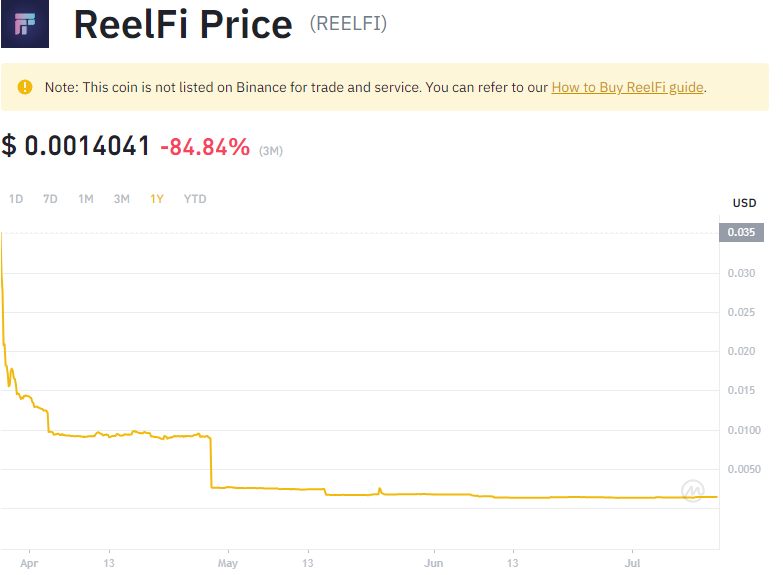 ReelFi Price (REELFI)
Note: This coin is not listed on Binance for trade and service. You can refer to our How to Buy ReelFi guide.
$ 0.0014041 -84.84% (3M)
1D 7D 1M 3M 1Y YTD
USD
0.035
0.030
0.025
0.020
0.015
0.0100
0.0050
Apr 13 May 13 Jun 13 Jul